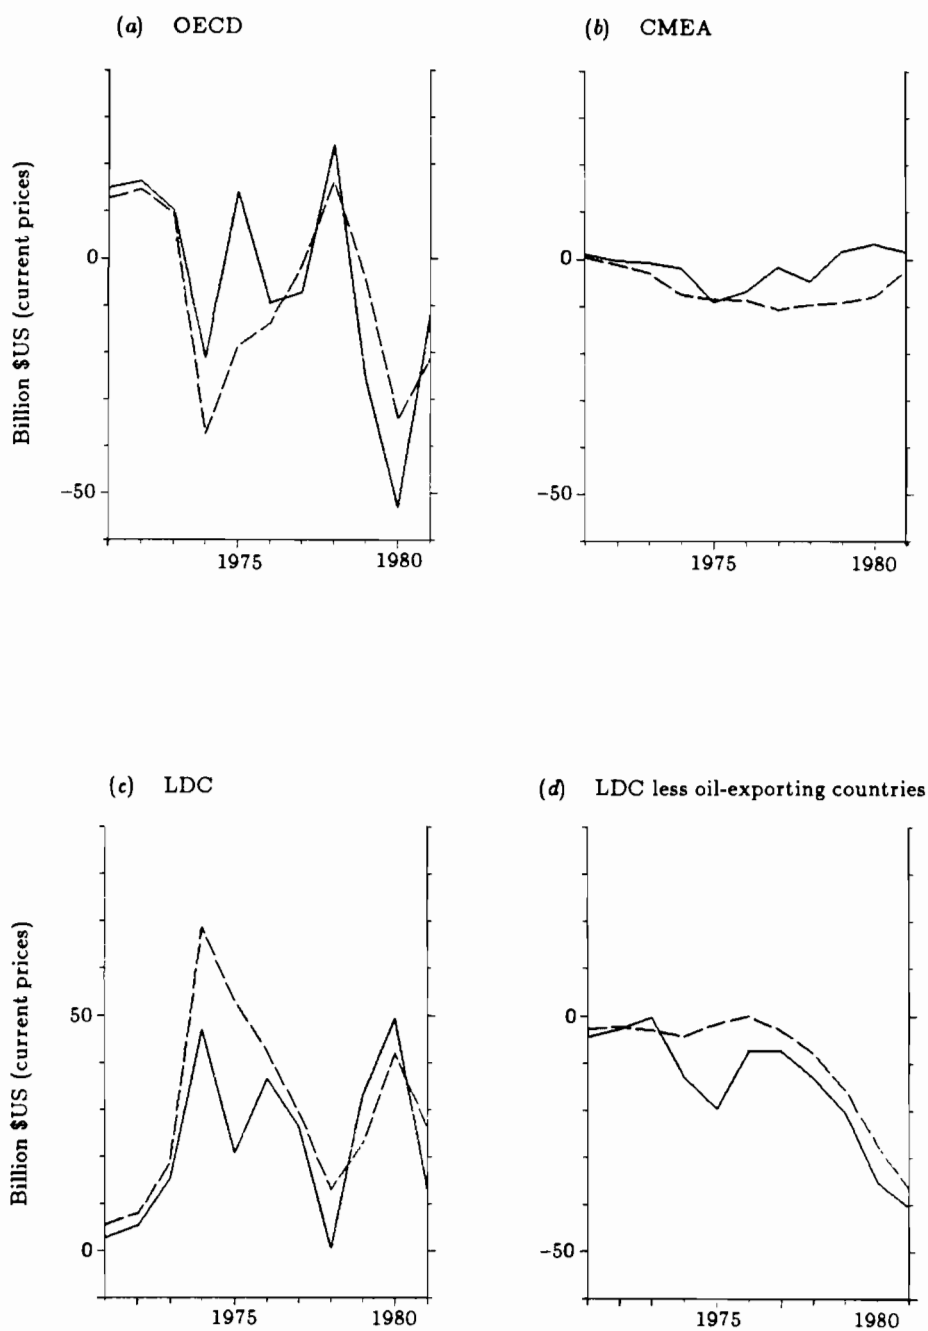 (a) OECD
(b) CMEA
Billion $US (current prices)
0
-50
1975
1980
0
-50
1975
1980
(c) LDC
(d) LDC less oil-exporting countries
Billion $US (current prices)
50
0
1975
1980
0
-50
1975
1980